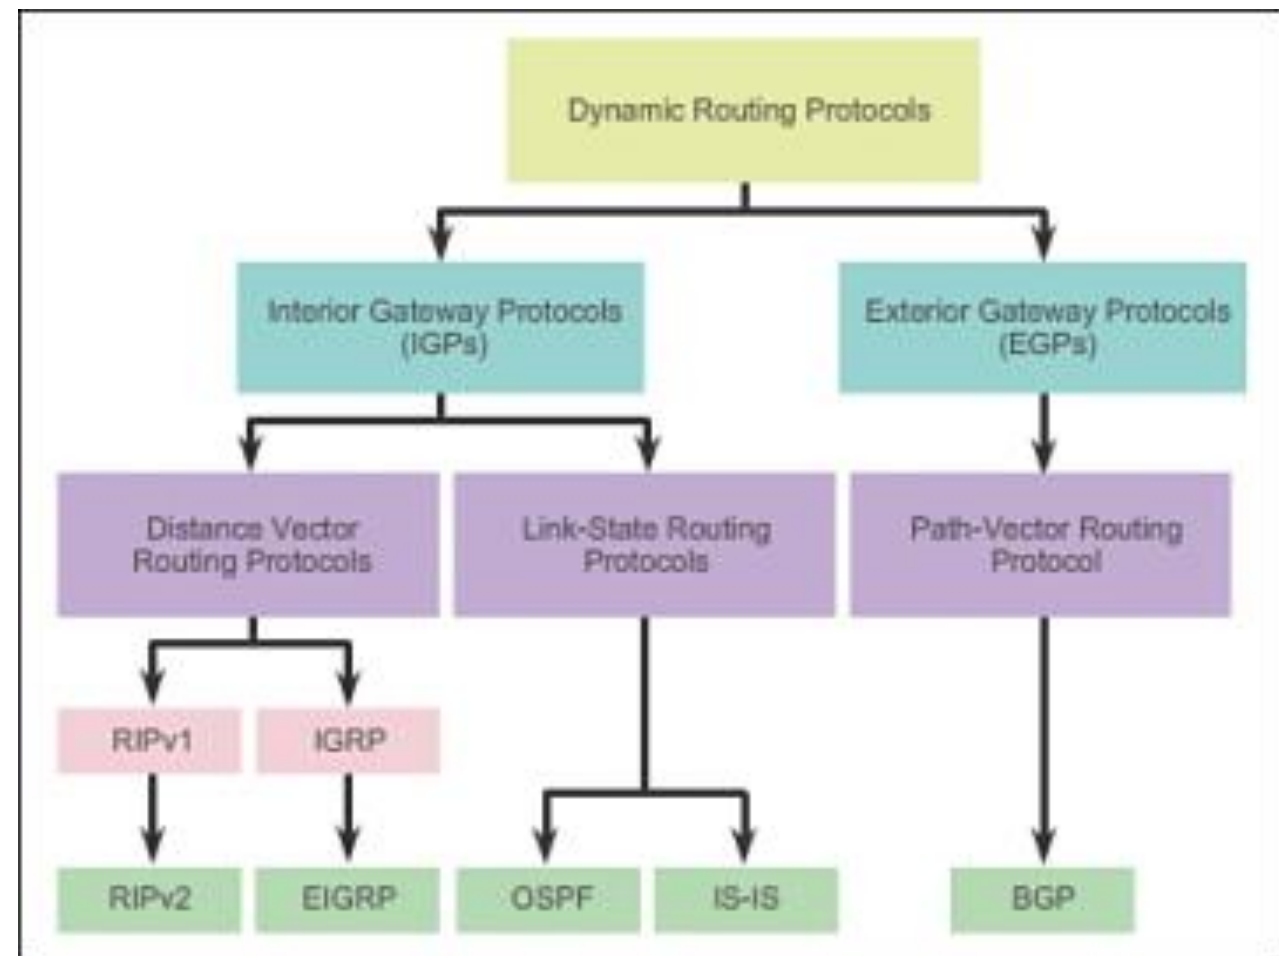 Dynamic Routing Protocols
Interior Gateway Protocols
(IGPs)
Exterior Gateway Protocols
(EGPs)
Distance Vector
Routing Protocols
Link-State Routing
Protocols
Path-Vector Routing
Protocol
RIPv1
IGRP
RIPv2
EIGRP
OSPF
IS-IS
BGP